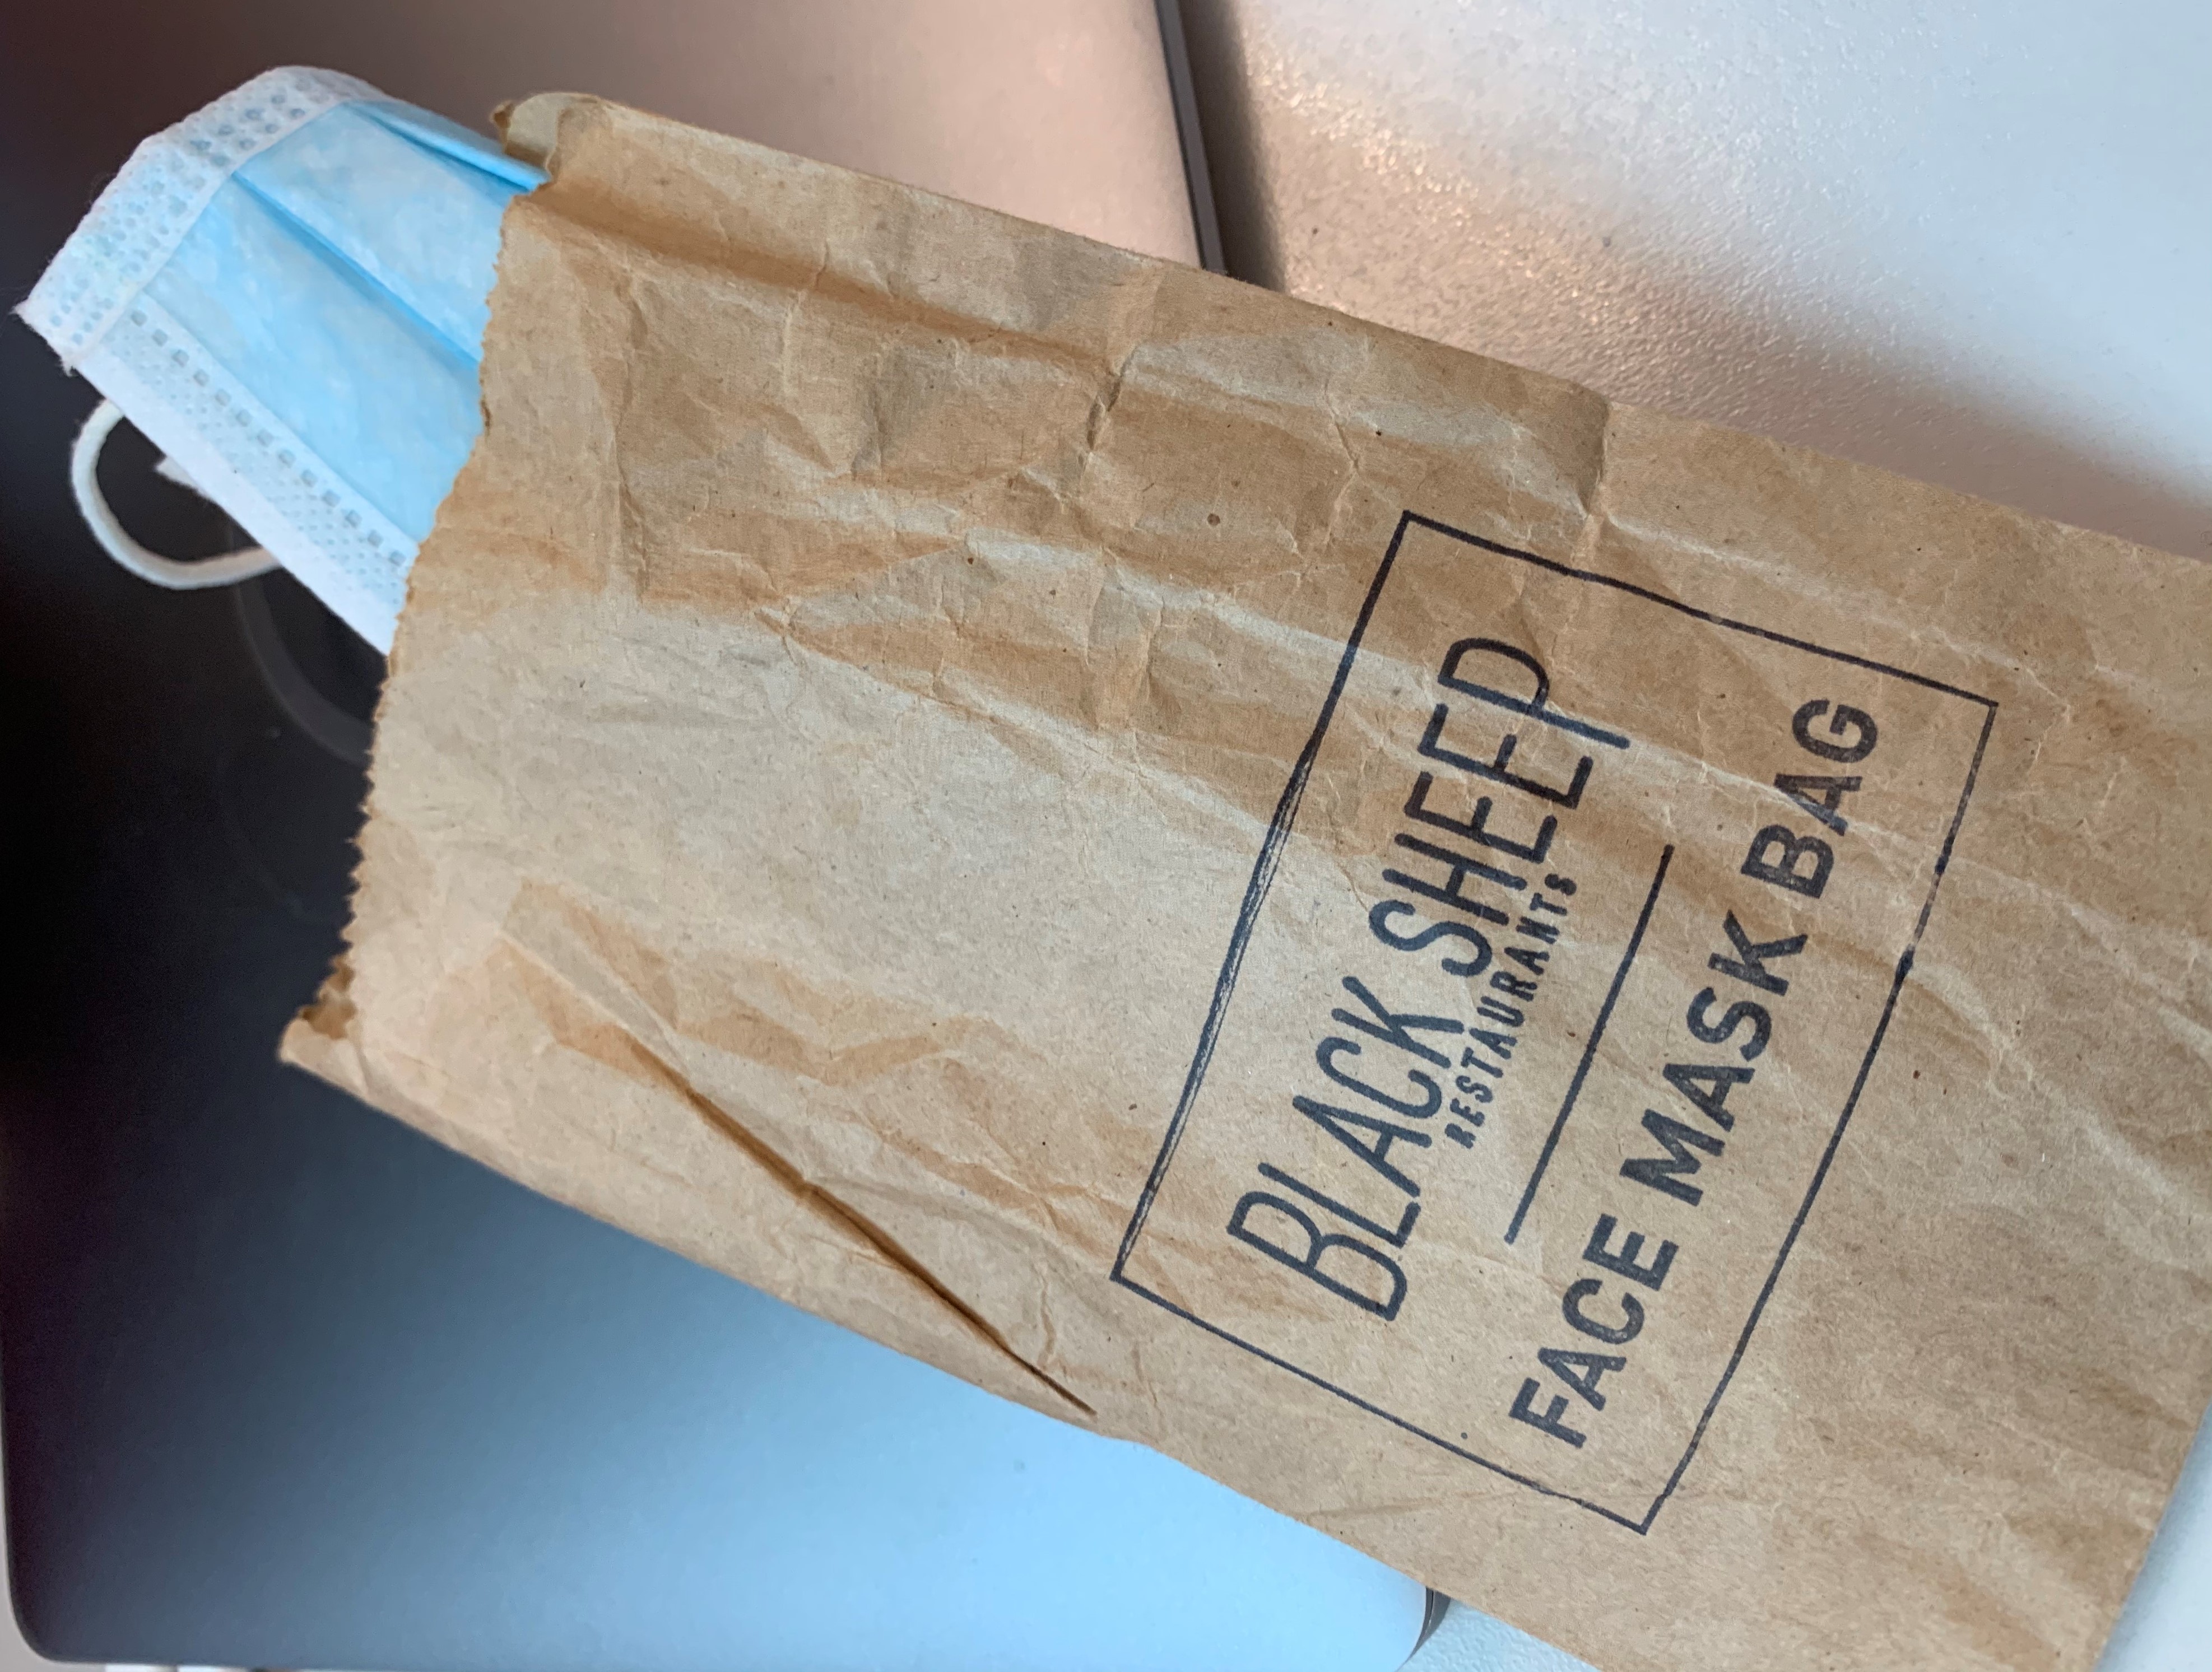 BLACK SHEEP
RESTAURANTS
FACE MASK BAG